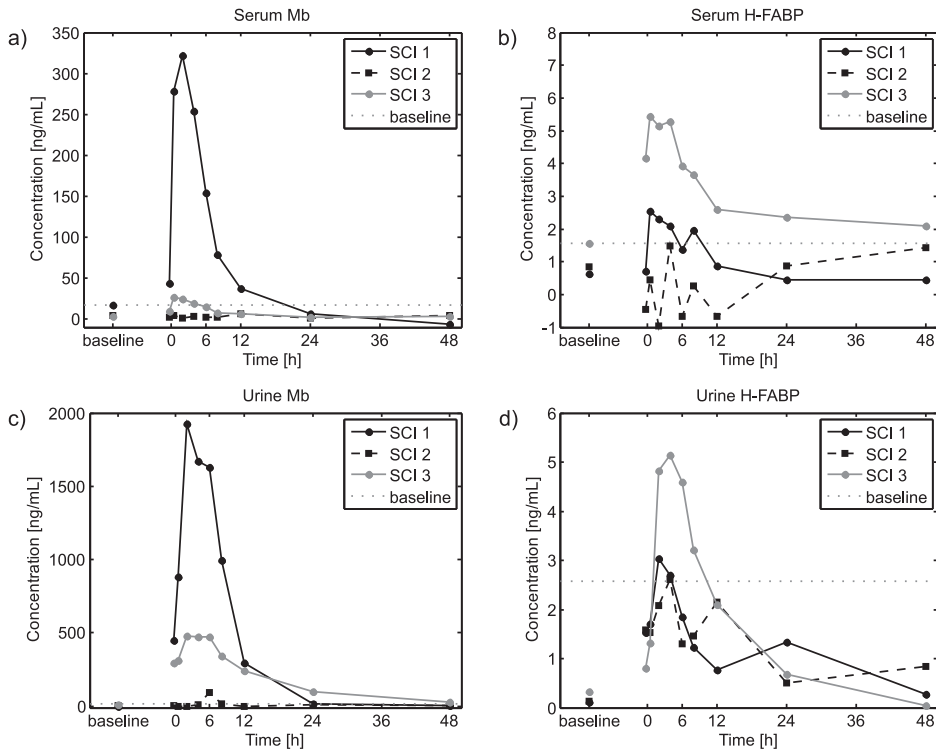 Serum Mb
a)
350
300
250
200
150
100
50
0
Concentration [ng/mL]
SCI 1
SCI 2
SCI 3
baseline
baseline 0 6 12 24 36 48
Time [h]
Serum H-FABP
b)
8
7
6
5
4
3
2
1
0
-1
Concentration [ng/mL]
SCI 1
SCI 2
SCI 3
baseline
baseline 0 6 12 24 36 48
Time [h]
Urine Mb
c)
2000
1500
1000
500
0
Concentration [ng/mL]
SCI 1
SCI 2
SCI 3
baseline
baseline 0 6 12 24 36 48
Time [h]
Urine H-FABP
d)
6
5
4
3
2
1
0
Concentration [ng/mL]
SCI 1
SCI 2
SCI 3
baseline
baseline 0 6 12 24 36 48
Time [h]